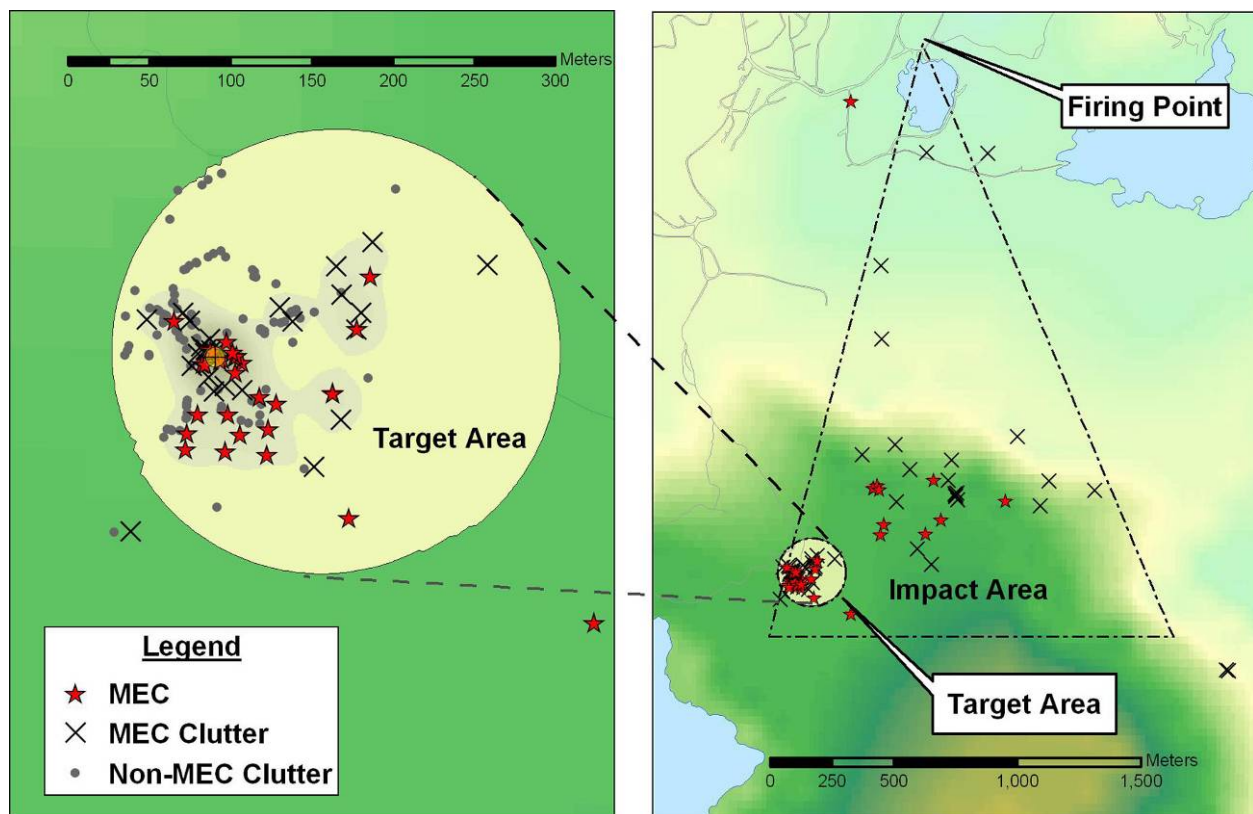 Meters
0 50 100 150 200 250 300
Target Area
Legend
MEC
MEC Clutter
Non-MEC Clutter
Firing Point
Impact Area
Target Area
Meters
0 250 500 1,000 1,500